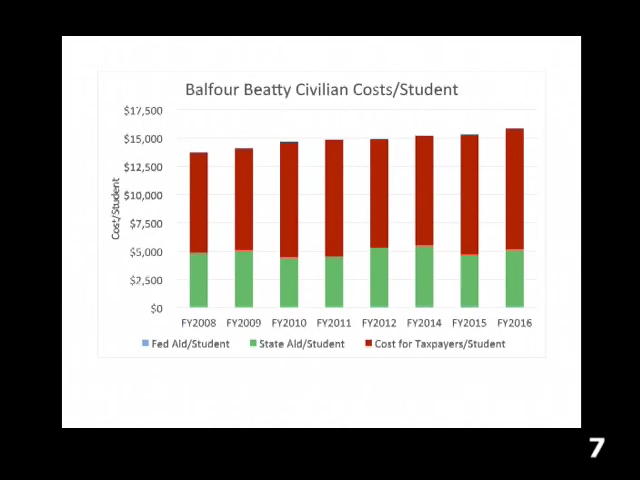 Balfour Beatty Civilian Costs/Student
$17,500
$15,000
$12,500
$10,000
$7,500
$5,000
$2,500
$0
Cost/Student
FY2008 FY2009 FY2010 FY2011 FY2012 FY2014 FY2015 FY2016
Fed Aid/Student State Aid/Student Cost for Taxpayers/Student
7